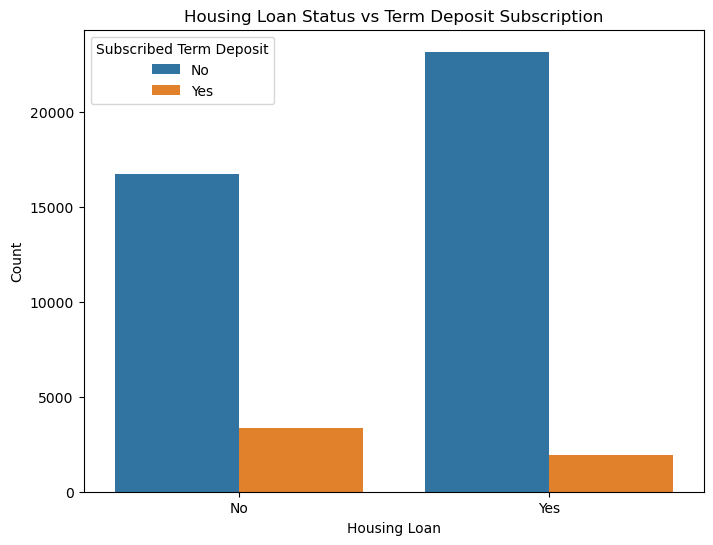 Housing Loan Status vs Term Deposit Subscription
Subscribed Term Deposit
No
Yes
20000
15000
10000
5000
0
Count
No Yes
Housing Loan